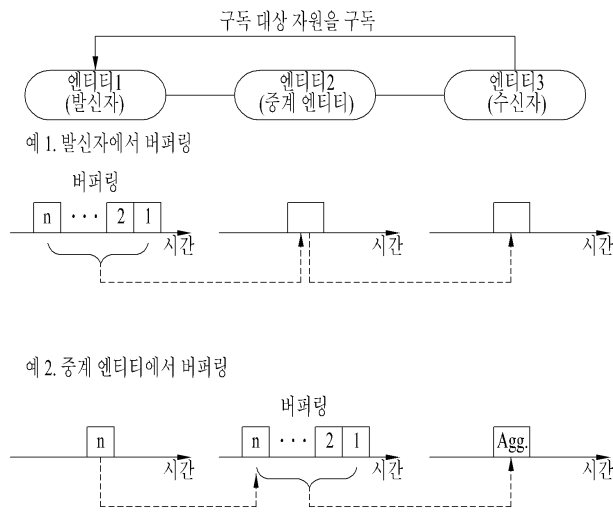 구독 대상 자원을 구독
엔티티1 엔티티2 엔티티3
(발신자) (중계 엔티티) (수신자)
예 1. 발신자에서 버퍼링
버퍼링
n ··· 2 1
시간 시간 시간
예 2. 중계 엔티티에서 버퍼링
버퍼링
n n ··· 2 1 Agg.
시간 시간 시간